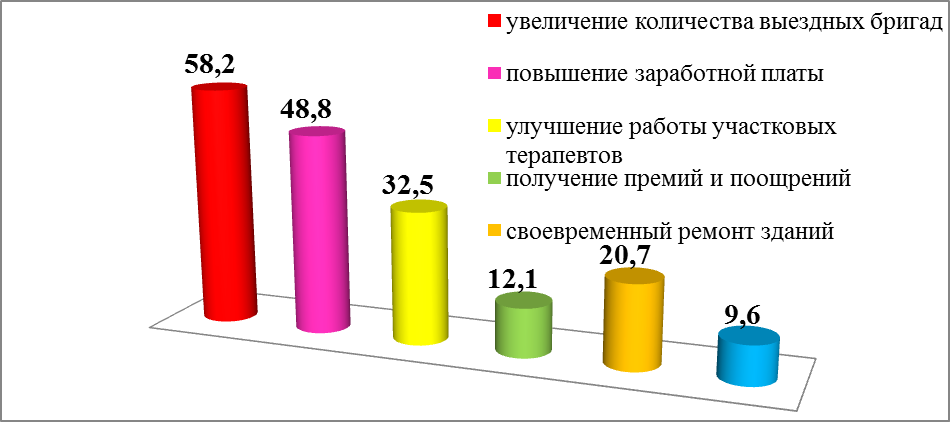 увеличение количества выездных бригад
58,2
повышение заработной платы
48,8
улучшение работы участковых
терапевтов
32,5
получение премий и поощрений
своевременный ремонт зданий
20,7
12,1
9,6